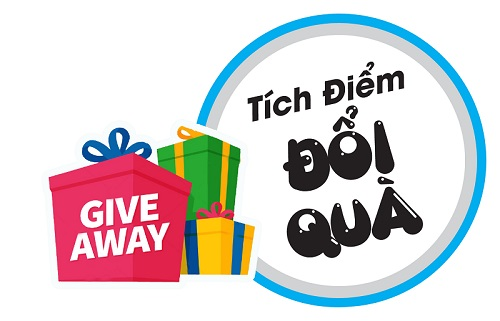 Tích Điểm
ĐỔI
QUÀ
GIVE
AWAY